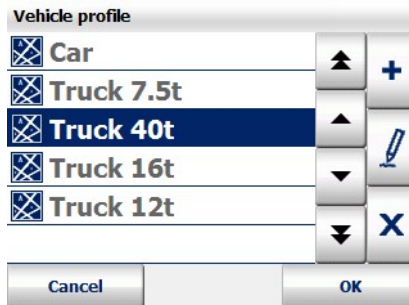 Vehicle profile
Car
Truck 7.5t
Truck 40t
Truck 16t
Truck 12t
Cancel
OK